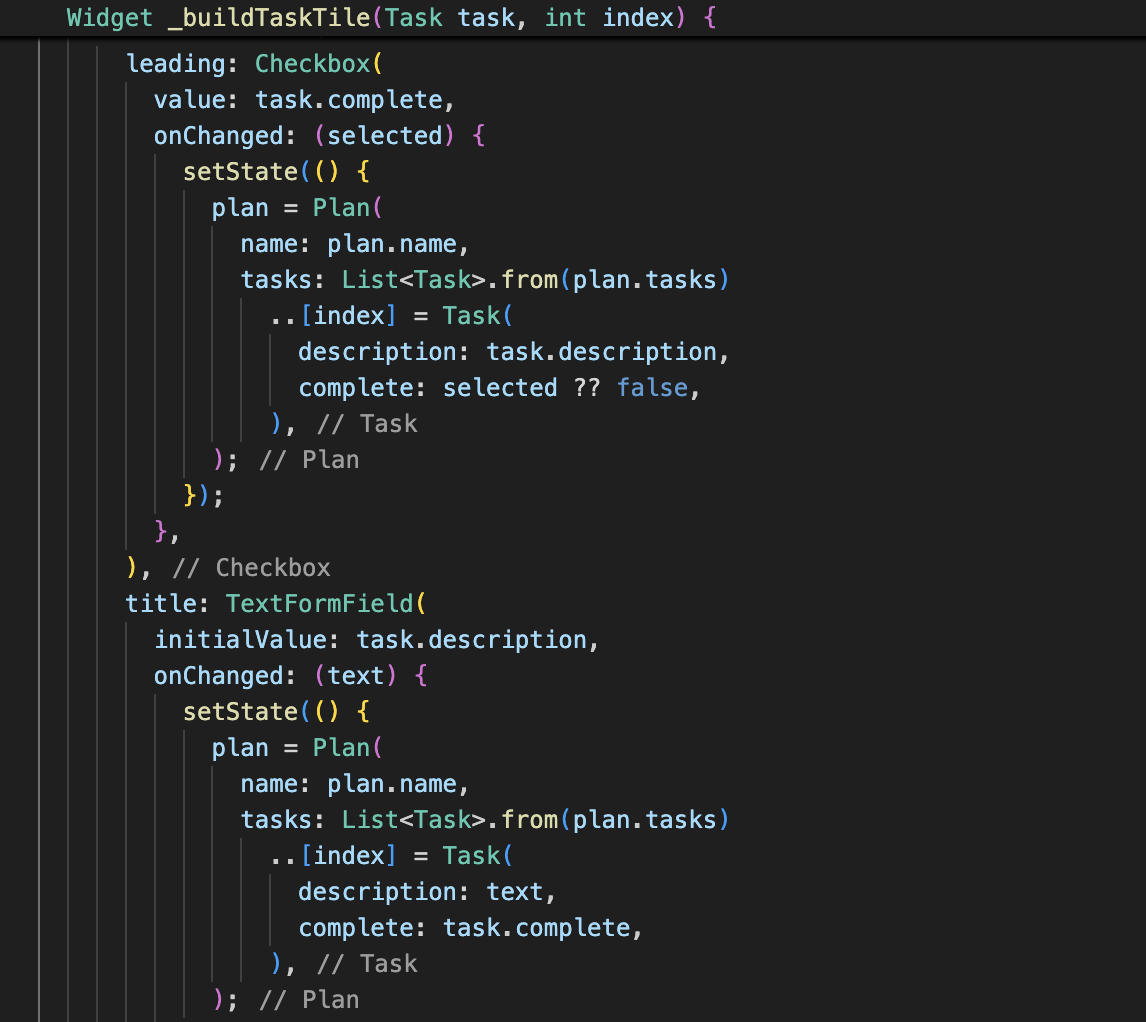 Widget _buildTaskTile(Task task, int index) {
leading: Checkbox(
value: task.complete,
onChanged: (selected) {
setState(() {
plan = Plan(
name: plan.name,
tasks: List<Task>.from(plan.tasks)
..[index] = Task(
description: task.description,
complete: selected ?? false,
), // Task
); // Plan
});
},
), // Checkbox
title: TextFormField(
initialValue: task.description,
onChanged: (text) {
setState(() {
plan = Plan(
name: plan.name,
tasks: List<Task>.from(plan.tasks)
..[index] = Task(
description: text,
complete: task.complete,
), // Task
); // Plan